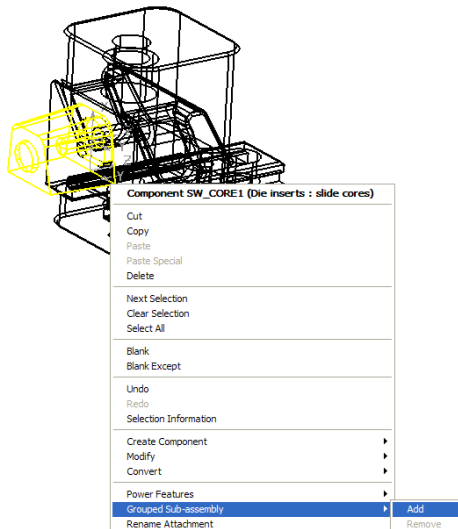 Z
Y
Component SW_CORE1 (Die inserts : slide cores)
Cut
Copy
Paste
Paste Special
Delete
Next Selection
Clear Selection
Select All
Blank
Blank Except
Undo
Redo
Selection Information
Create Component
Modify
Convert
Power Features
Grouped Sub-assembly Add
Rename Attachment Remove